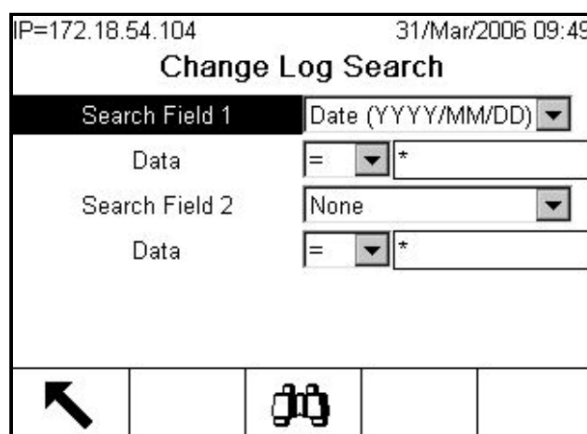 IP=172.18.54.104 31/Mar/2006 09:49
Change Log Search
Search Field 1 Date (YYYY/MM/DD)
Data = *
Search Field 2 None
Data = *